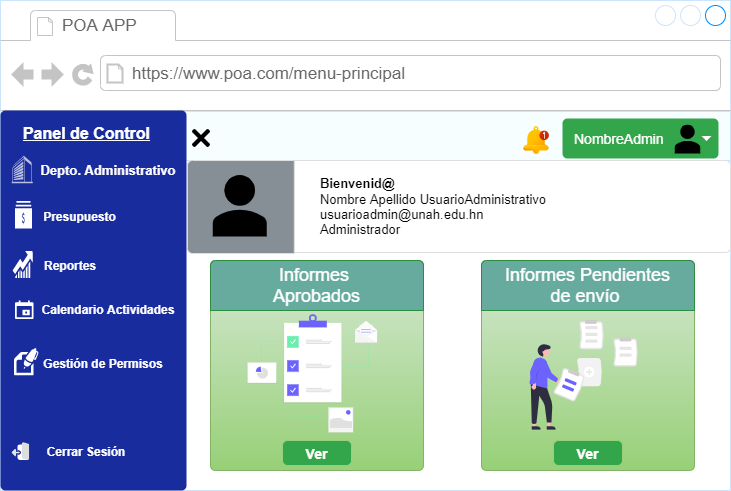 POA APP
https://www.poa.com/menu-principal
Panel de Control
Depto. Administrativo
Presupuesto
$
Reportes
Calendario Actividades
Gestión de Permisos
Cerrar Sesión
1
NombreAdmin
Bienvenid@
Nombre Apellido UsuarioAdministrativo
usuarioadmin@unah.edu.hn
Administrador
Informes
Aprobados
Ver
Informes Pendientes
de envío
Ver